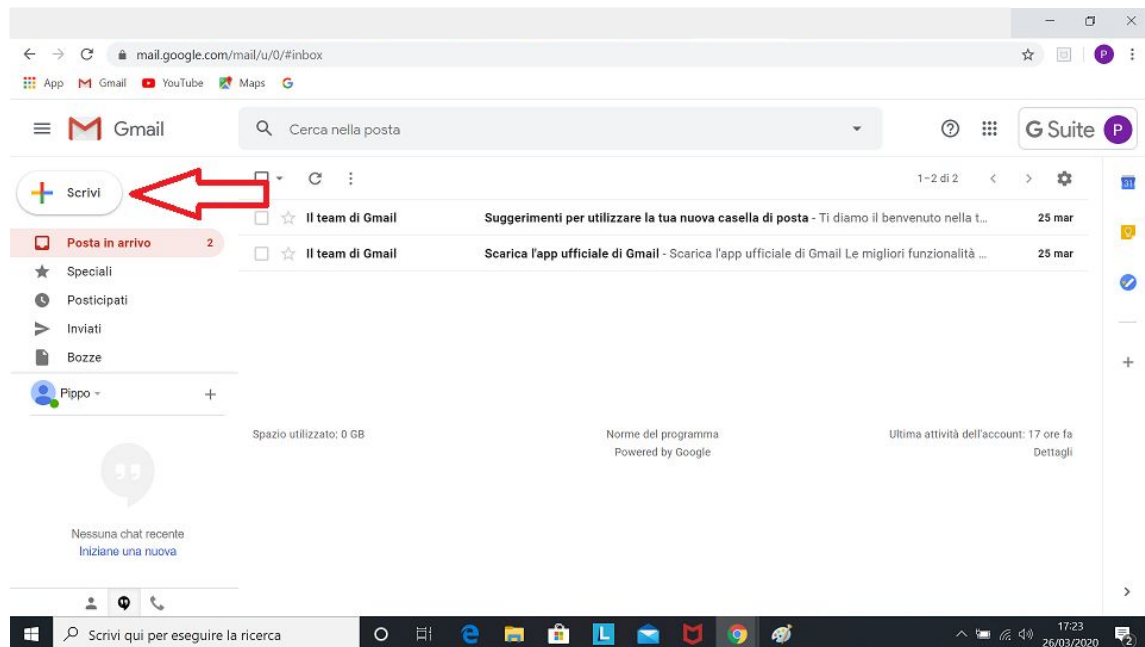 mail.google.com/mail/u/0/#inbox
P
App Gmail YouTube Maps
Gmail
Cerca nella posta
G Suite P
Scrivi
1–2 di 2
31
Il team di Gmail Suggerimenti per utilizzare la tua nuova casella di posta - Ti diamo il benvenuto nella t... 25 mar
Posta in arrivo 2
Il team di Gmail Scarica l'app ufficiale di Gmail - Scarica l'app ufficiale di Gmail Le migliori funzionalità ... 25 mar
Speciali
Posticipati
Inviati
Bozze
Pippo
Spazio utilizzato: 0 GB Norme del programma Ultima attività dell'account: 17 ore fa
Powered by Google Dettagli
Nessuna chat recente
Iniziane una nuova
Scrivi qui per eseguire la ricerca
L
17:23
26/03/2020
2